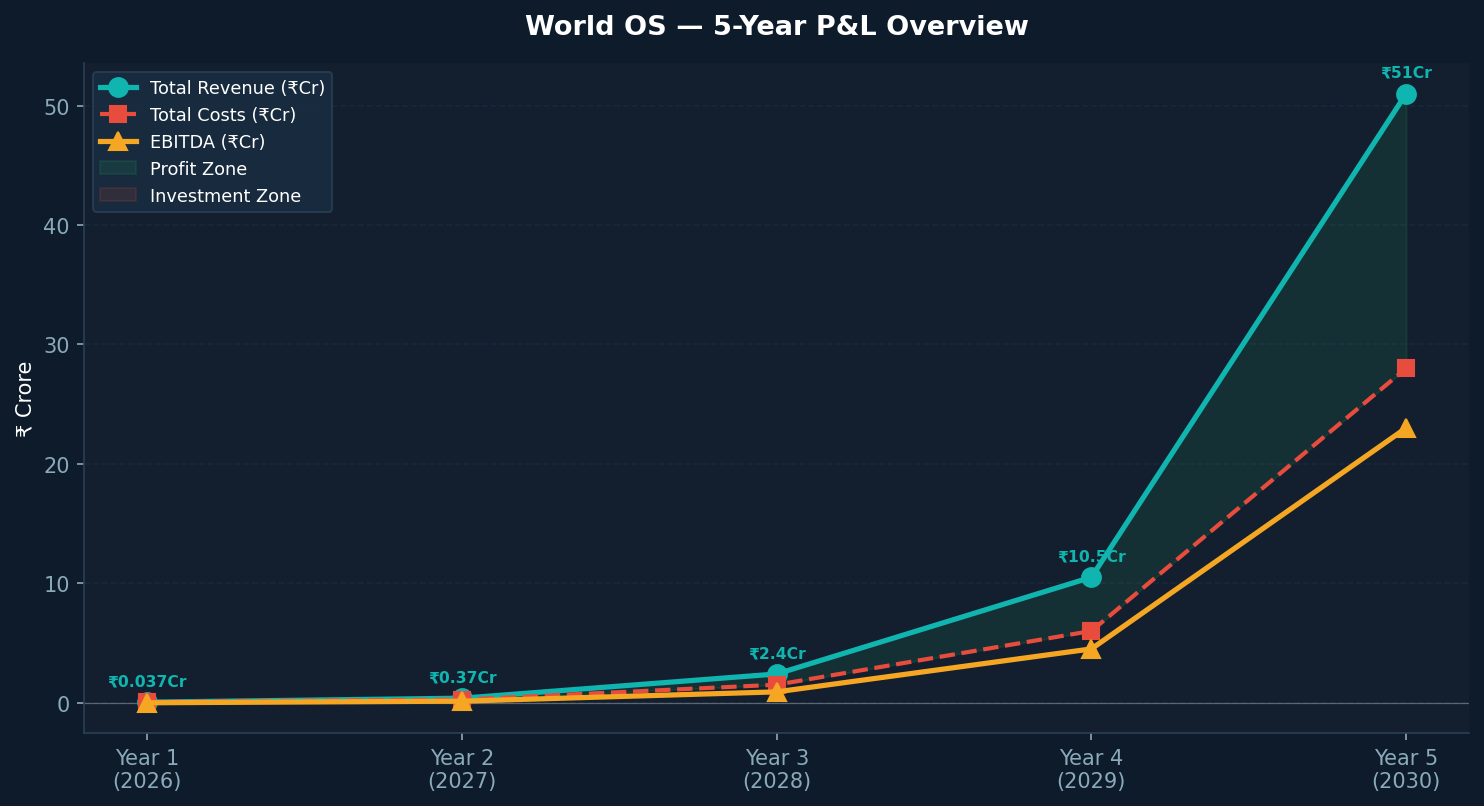 World OS — 5-Year P&L Overview
Total Revenue (₹Cr)
Total Costs (₹Cr)
EBITDA (₹Cr)
Profit Zone
Investment Zone
₹ Crore
50
40
30
20
10
0
₹0.037Cr
₹0.37Cr
₹2.4Cr
₹10.5Cr
₹51Cr
Year 1
(2026)
Year 2
(2027)
Year 3
(2028)
Year 4
(2029)
Year 5
(2030)